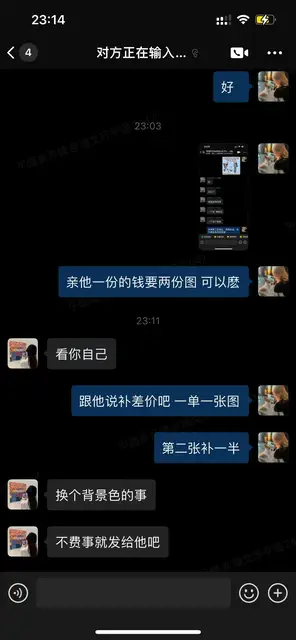 23:14
4
对方正在输入...
好
23:03
亲他一份的钱要两份图 可以麽
23:11
看你自己
跟他说补差价吧 一单一张图
第二张补一半
换个背景色的事
不费事就发给他吧